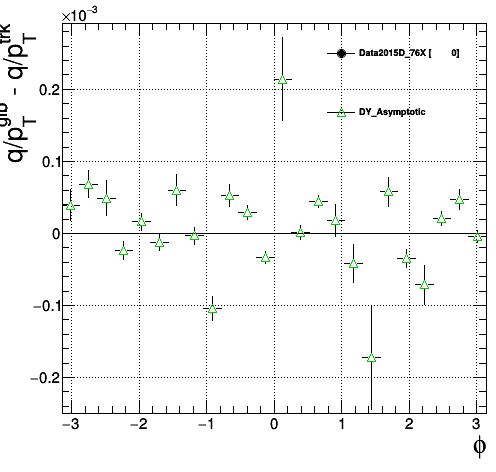 ×10⁻³
q/p_T^glb - q/p_T^trk
Data2015D_76X [ 0]
DY_Asymptotic
0.2
0.1
0
−0.1
−0.2
−3 −2 −1 0 1 2 3
ϕ